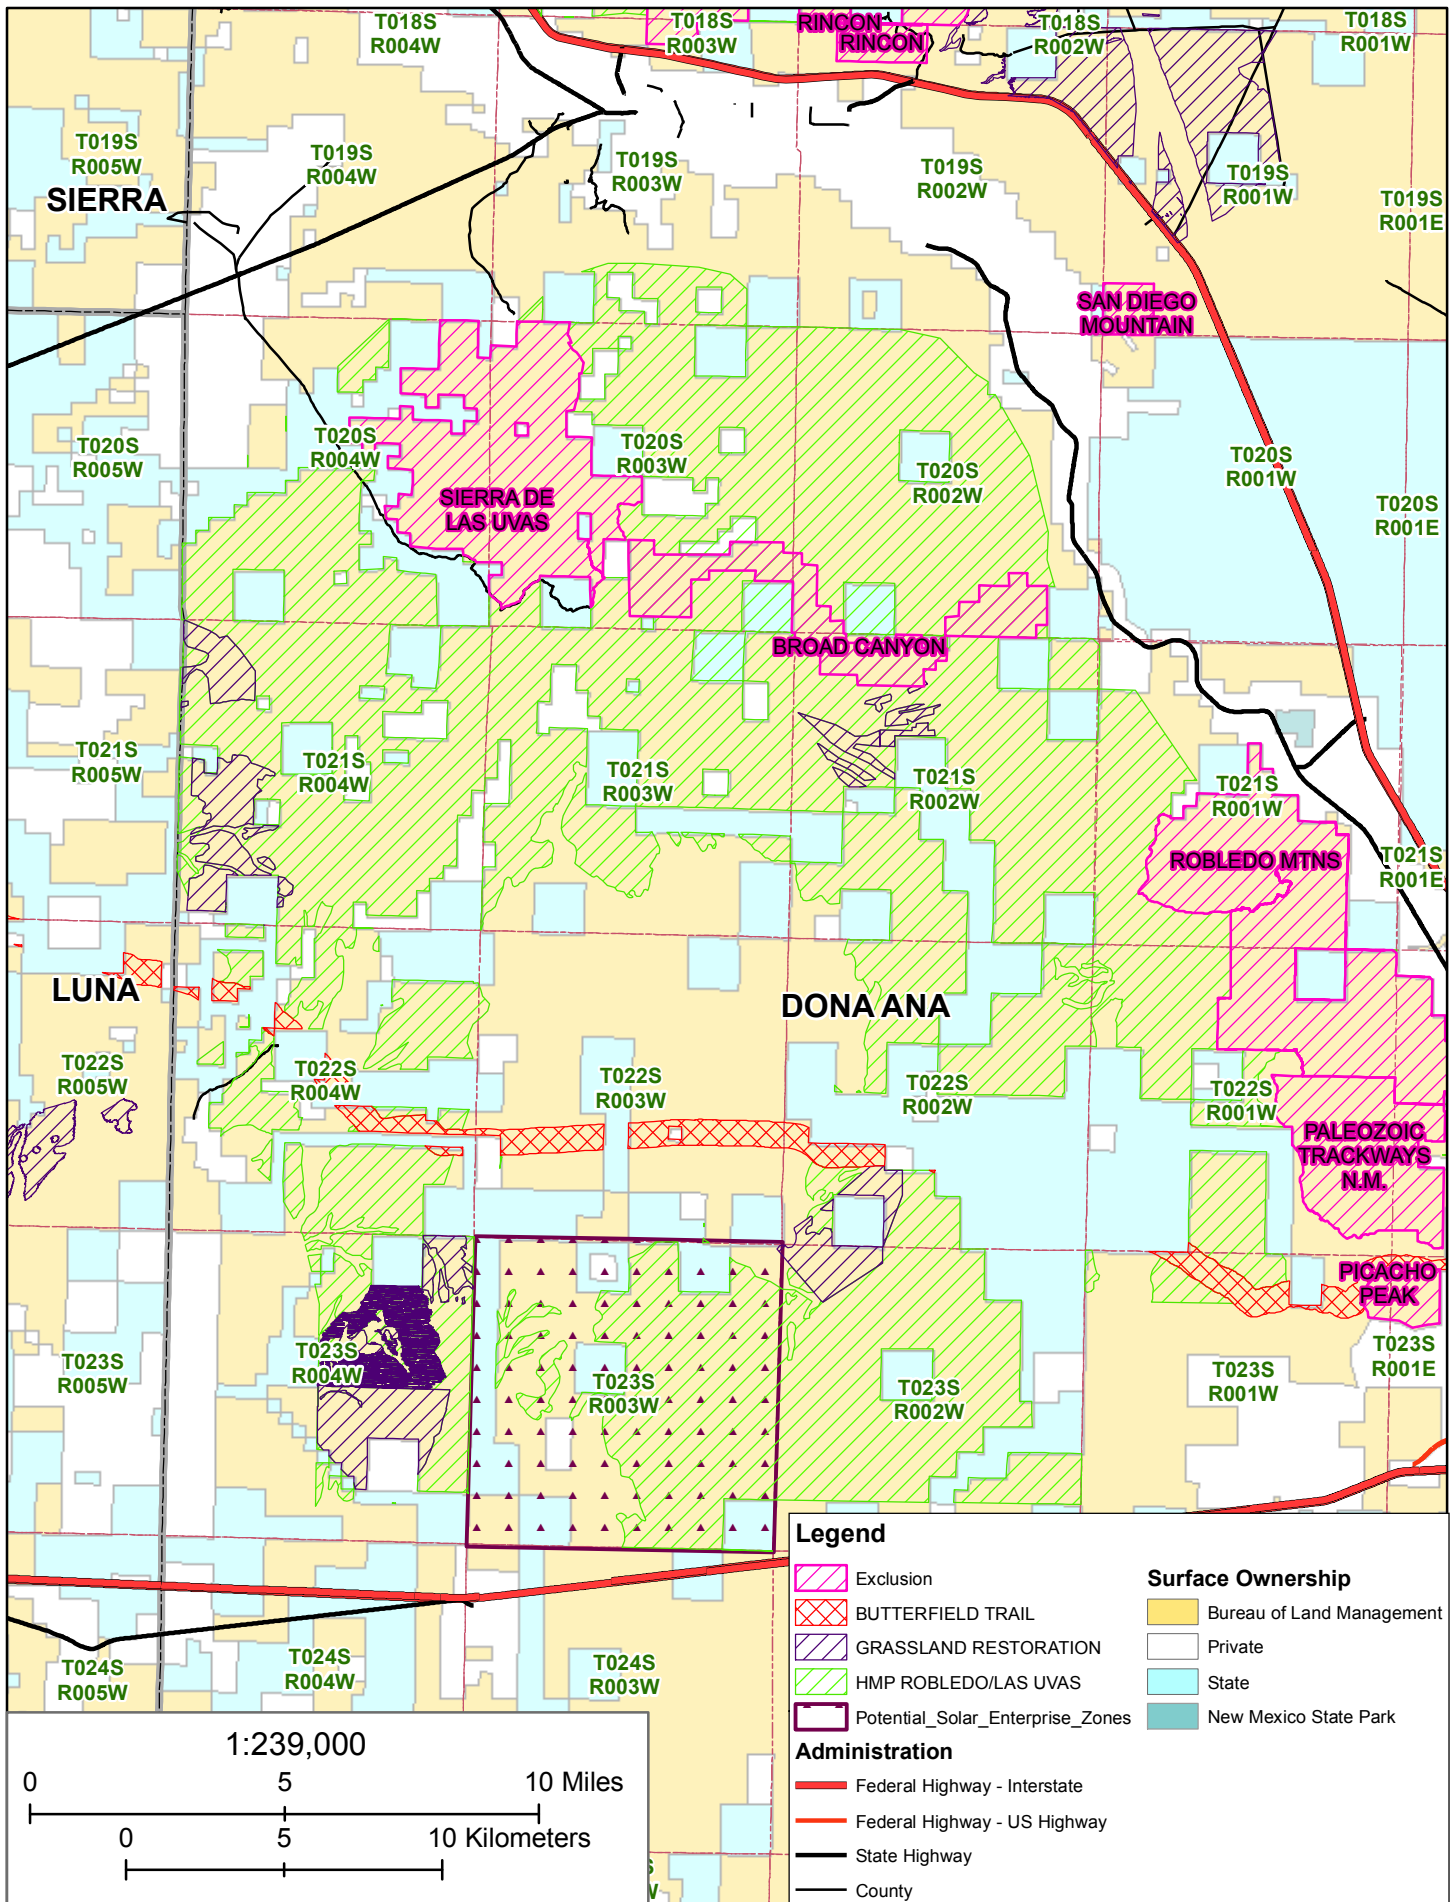 T018S
R004W
T018S
R003W
RINCON
RINCON
T018S
R002W
T018S
R001W
T019S
R005W
T019S
R004W
T019S
R003W
T019S
R002W
T019S
R001W
T019S
R001E
SIERRA
SAN DIEGO
MOUNTAIN
T020S
R005W
T020S
R004W
T020S
R003W
T020S
R002W
T020S
R001W
T020S
R001E
SIERRA DE
LAS UVAS
BROAD CANYON
T021S
R005W
T021S
R004W
T021S
R003W
T021S
R002W
T021S
R001W
T021S
R001E
ROBLEDO MTNS
LUNA
DONA ANA
T022S
R005W
T022S
R004W
T022S
R003W
T022S
R002W
T022S
R001W
PALEOZOIC
TRACKWAYS
N.M.
PICACHO
PEAK
T023S
R005W
T023S
R004W
T023S
R003W
T023S
R002W
T023S
R001W
T023S
R001E
T024S
R005W
T024S
R004W
T024S
R003W
Legend
Exclusion
BUTTERFIELD TRAIL
GRASSLAND RESTORATION
HMP ROBLEDO/LAS UVAS
Potential_Solar_Enterprise_Zones
Administration
Federal Highway - Interstate
Federal Highway - US Highway
State Highway
County
Surface Ownership
Bureau of Land Management
Private
State
New Mexico State Park
1:239,000
0 5 10 Miles
0 5 10 Kilometers